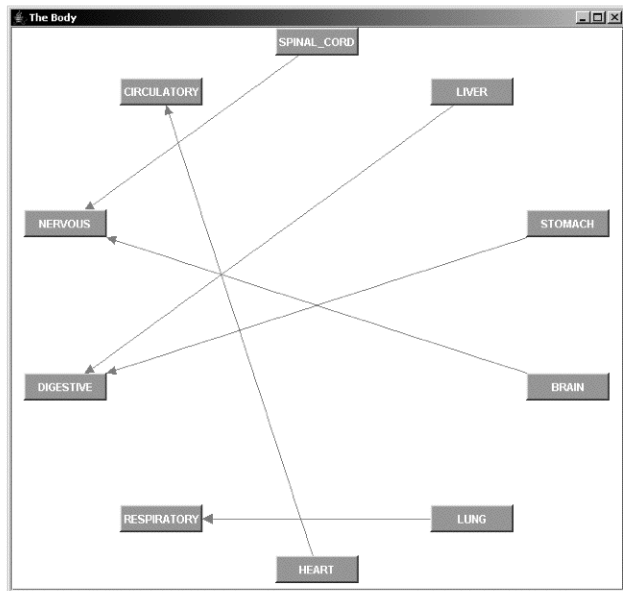 The Body
SPINAL_CORD
CIRCULATORY
LIVER
NERVOUS
STOMACH
DIGESTIVE
BRAIN
RESPIRATORY
LUNG
HEART